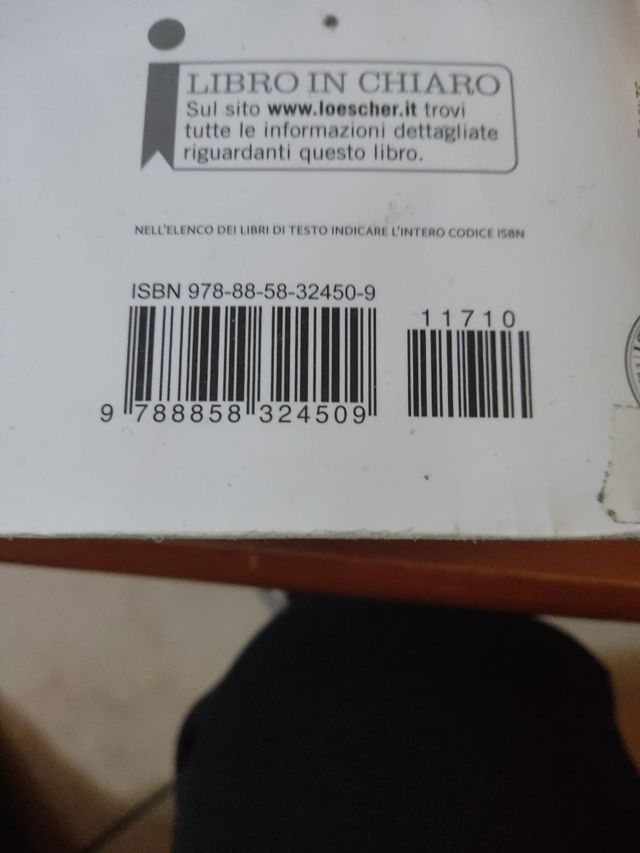 LIBRO IN CHIARO
Sul sito www.loescher.it trovi
tutte le informazioni dettagliate
riguardanti questo libro.
NELL'ELENCO DEI LIBRI DI TESTO INDICARE L'INTERO CODICE ISBN
ISBN 978-88-58-32450-9
11710
9 788858 324509